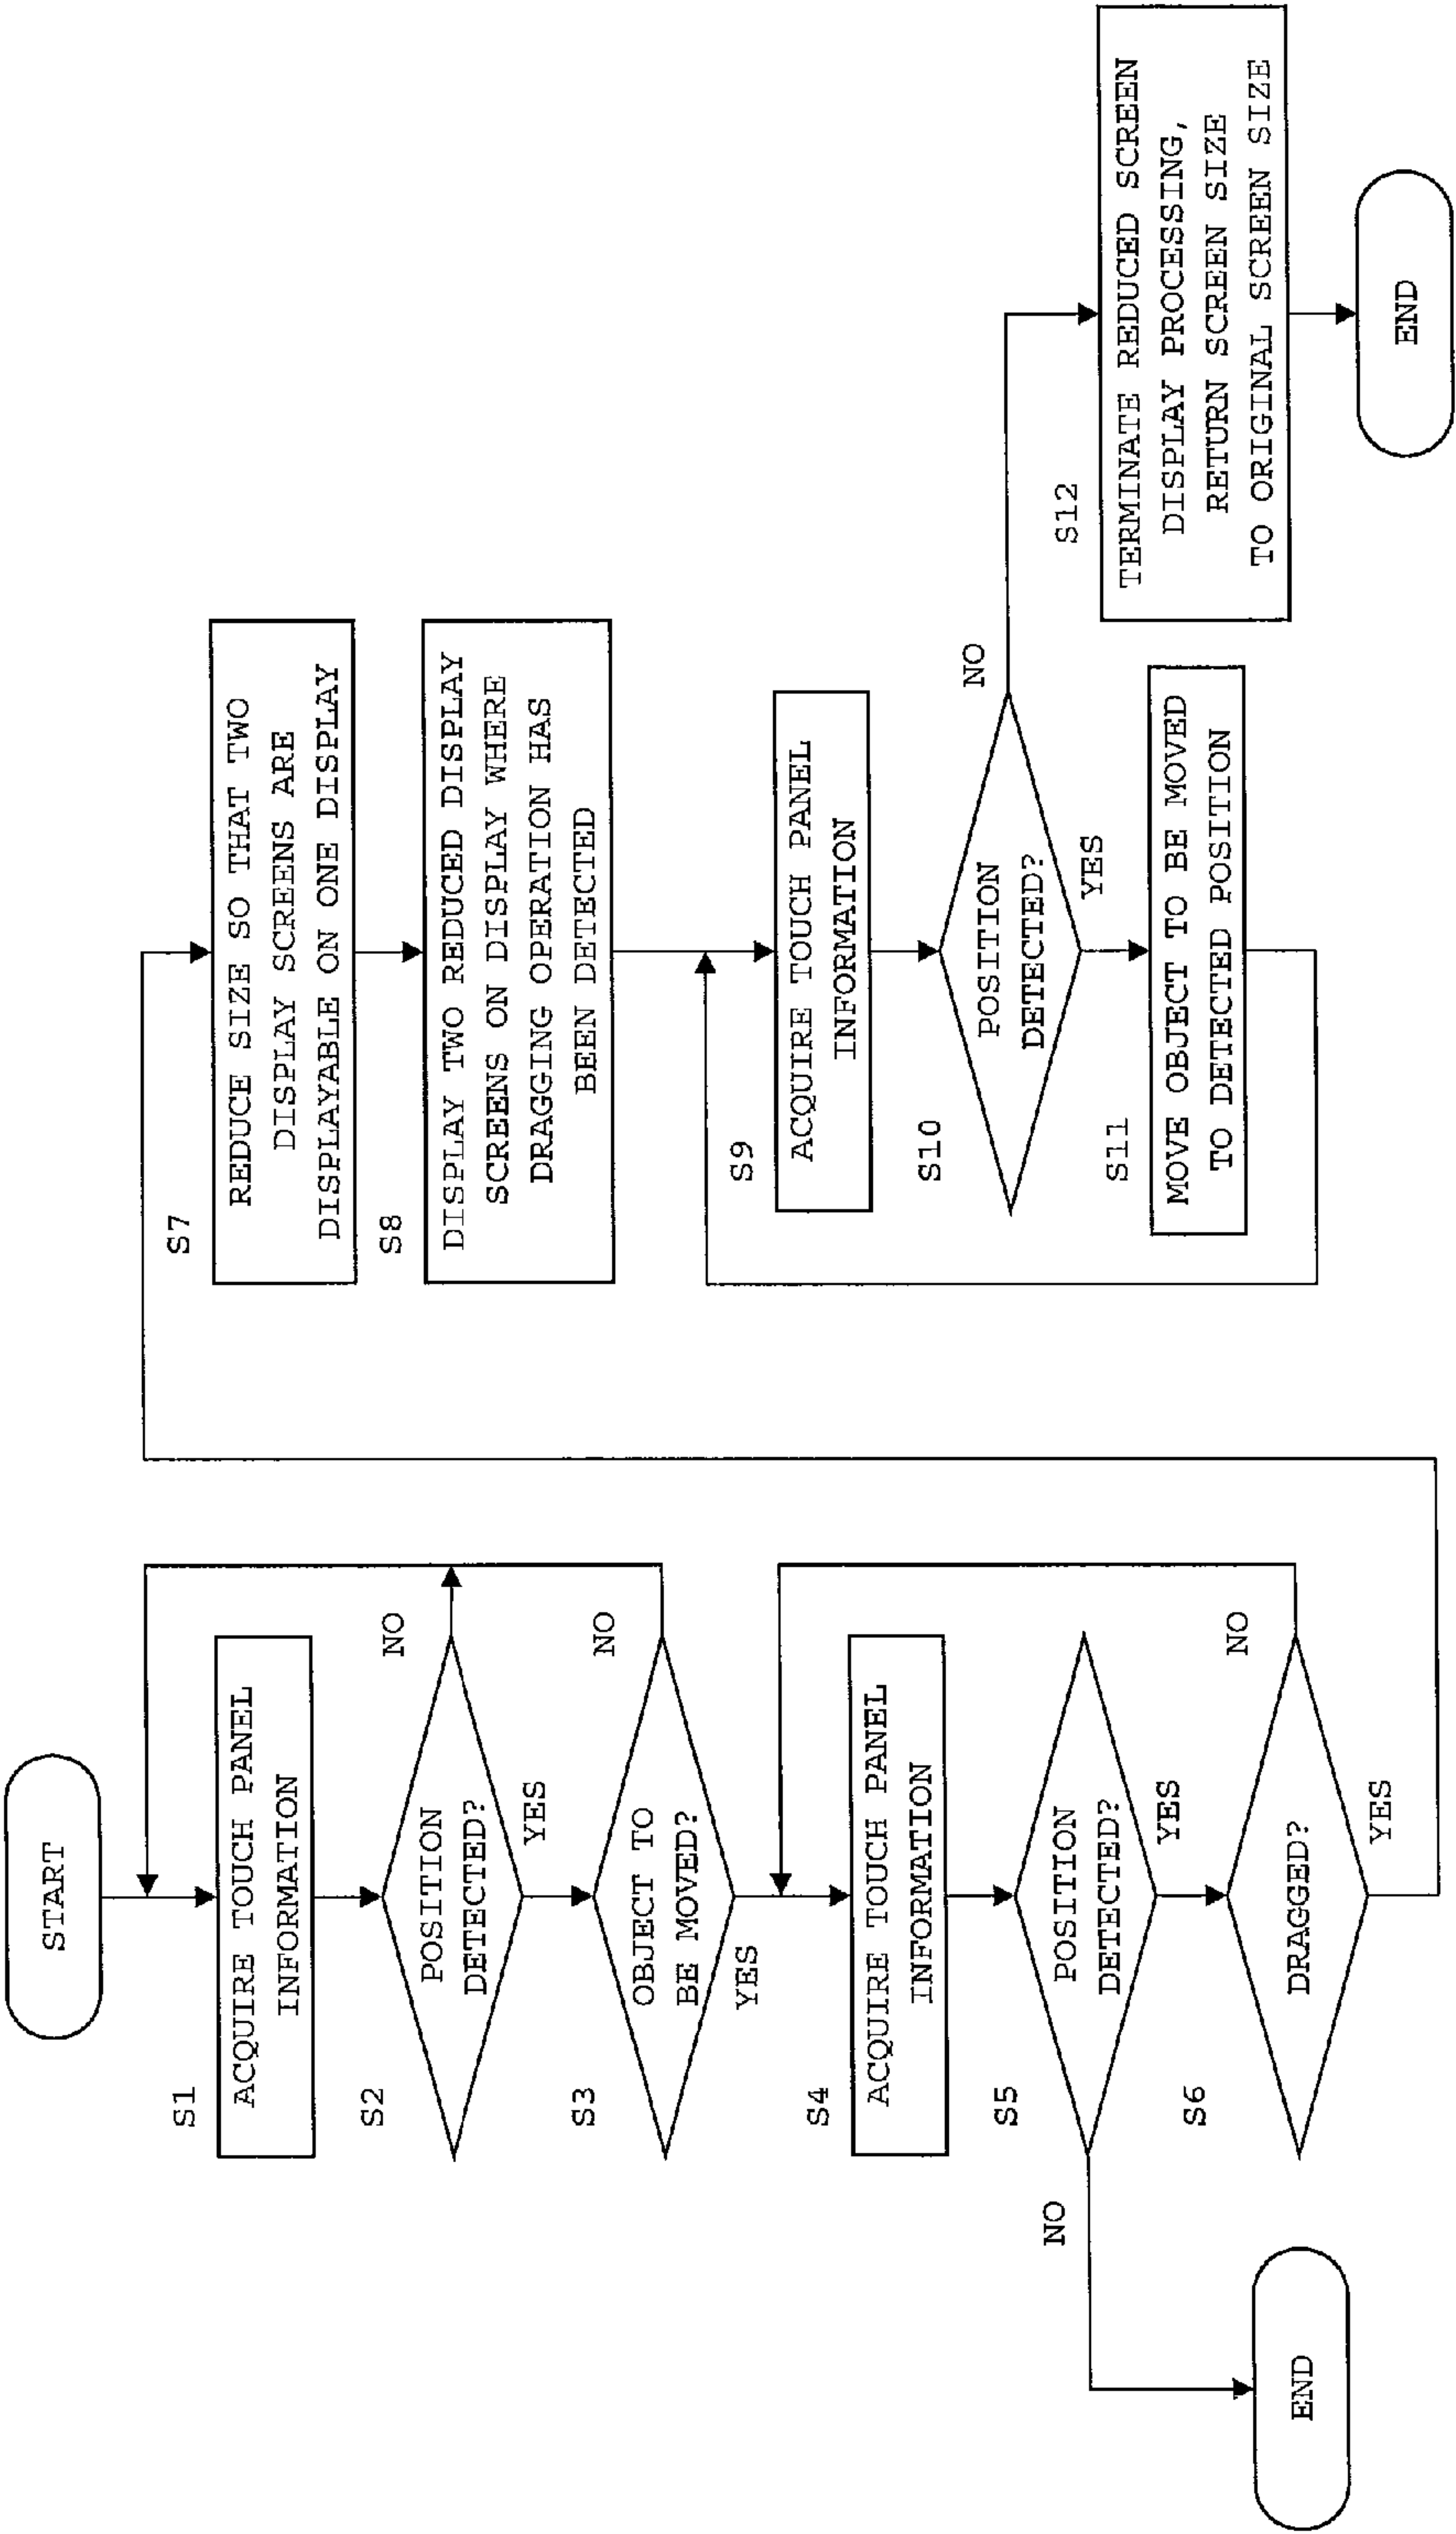 START
S1
ACQUIRE TOUCH PANEL
INFORMATION
S2
POSITION
DETECTED?
NO
YES
S3
OBJECT TO
BE MOVED?
NO
YES
S4
ACQUIRE TOUCH PANEL
INFORMATION
S5
POSITION
DETECTED?
NO
YES
END
S6
DRAGGED?
NO
YES
S7
REDUCE SIZE SO THAT TWO
DISPLAY SCREENS ARE
DISPLAYABLE ON ONE DISPLAY
S8
DISPLAY TWO REDUCED DISPLAY
SCREENS ON DISPLAY WHERE
DRAGGING OPERATION HAS
BEEN DETECTED
S9
ACQUIRE TOUCH PANEL
INFORMATION
S10
POSITION
DETECTED?
NO
YES
S11
MOVE OBJECT TO BE MOVED
TO DETECTED POSITION
S12
TERMINATE REDUCED SCREEN
DISPLAY PROCESSING,
RETURN SCREEN SIZE
TO ORIGINAL SCREEN SIZE
END